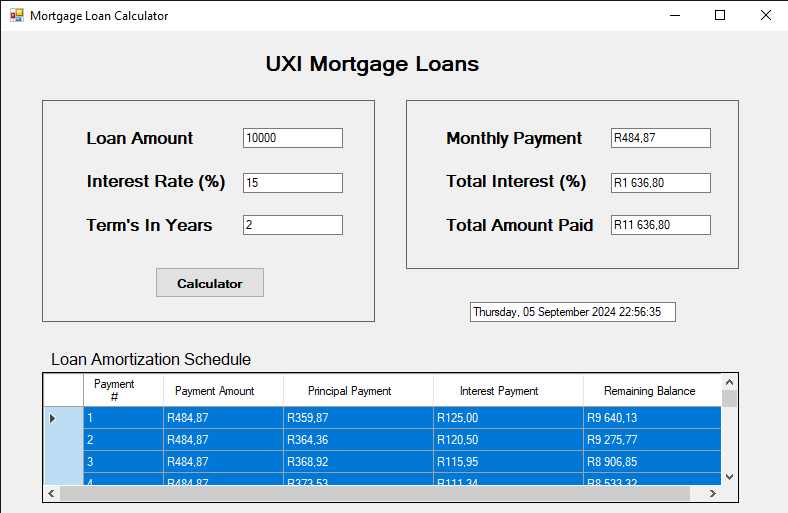 Mortgage Loan Calculator
UXI Mortgage Loans
Loan Amount 10000
Interest Rate (%) 15
Term's In Years 2
Calculator
Monthly Payment R484,87
Total Interest (%) R1 636,80
Total Amount Paid R11 636,80
Thursday, 05 September 2024 22:56:35
Loan Amortization Schedule
Payment # Payment Amount Principal Payment Interest Payment Remaining Balance
1 R484,87 R359,87 R125,00 R9 640,13
2 R484,87 R364,36 R120,50 R9 275,77
3 R484,87 R368,92 R115,95 R8 906,85
4 R484,87 R373,53 R111,34 R8 533,32